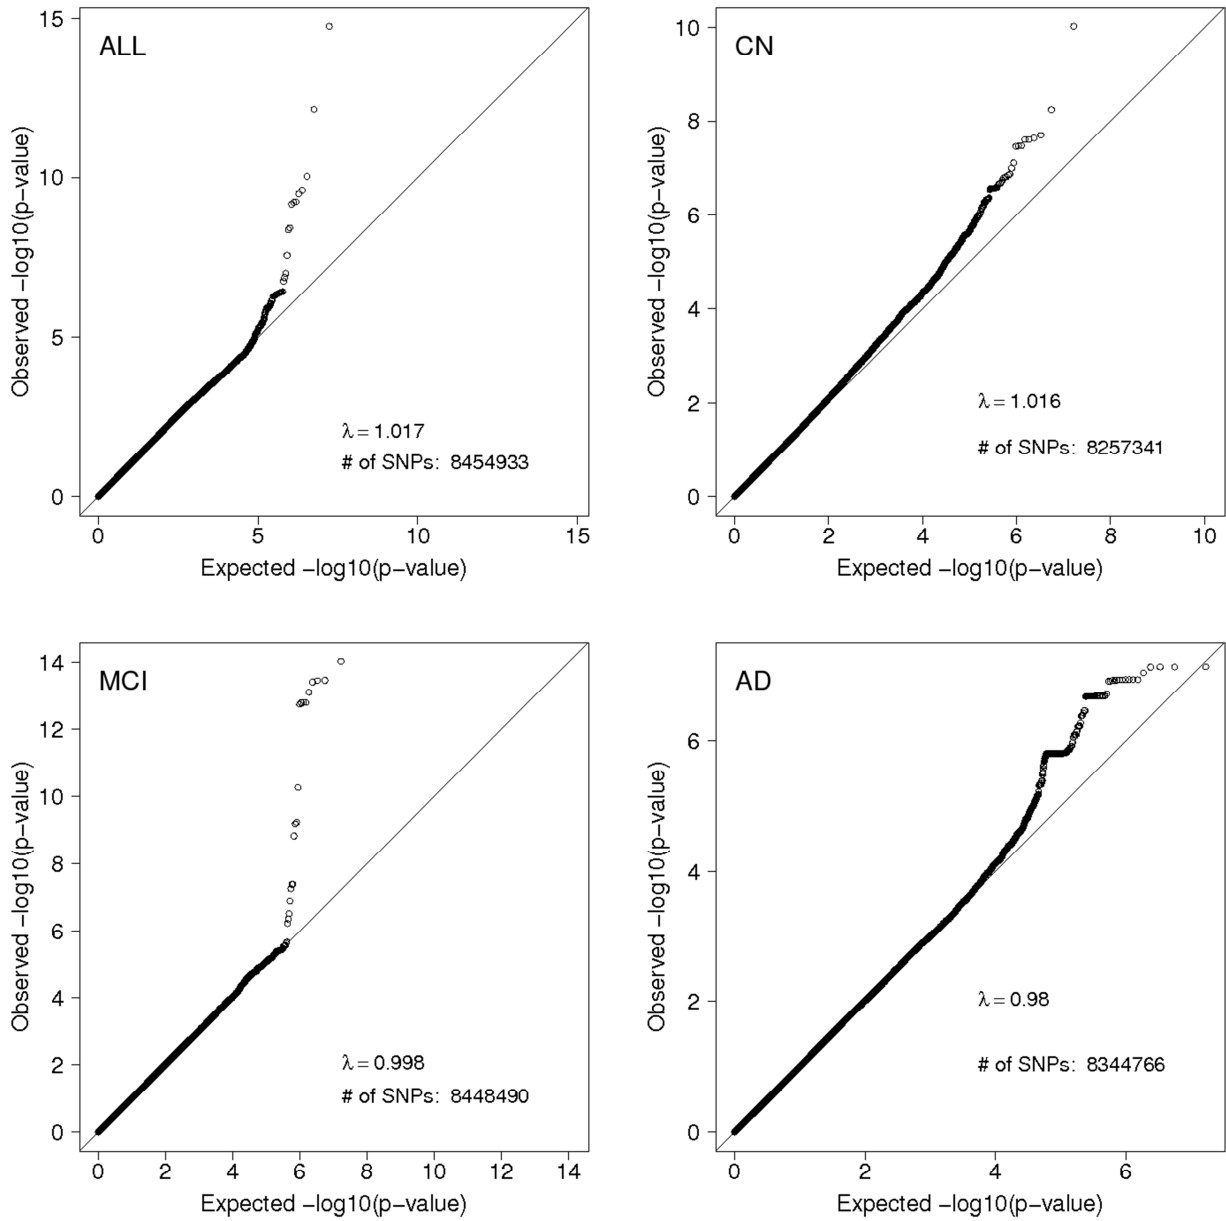 ALL
15
10
5
0
Observed −log10(p−value)
λ = 1.017
# of SNPs: 8454933
0 5 10 15
Expected −log10(p−value)
CN
10
8
6
4
2
0
Observed −log10(p−value)
λ = 1.016
# of SNPs: 8257341
0 2 4 6 8 10
Expected −log10(p−value)
MCI
14
12
10
8
6
4
2
0
Observed −log10(p−value)
λ = 0.998
# of SNPs: 8448490
0 2 4 6 8 10 12 14
Expected −log10(p−value)
AD
6
4
2
0
Observed −log10(p−value)
λ = 0.98
# of SNPs: 8344766
0 2 4 6
Expected −log10(p−value)